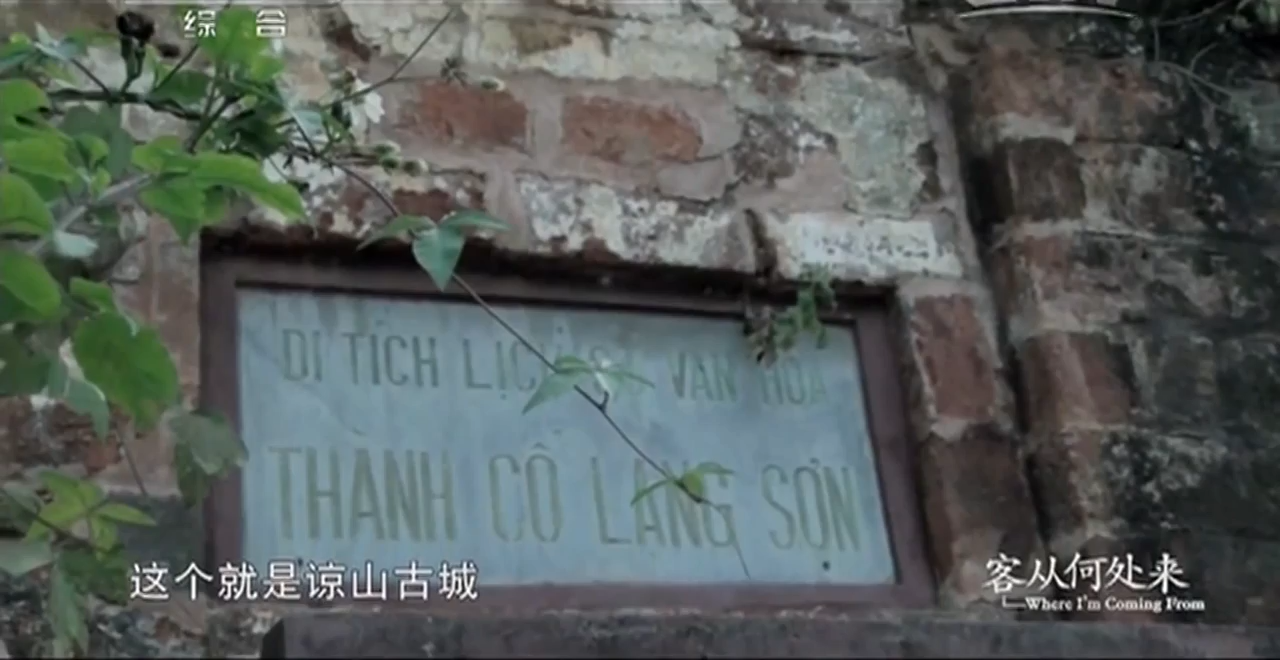 综合
DI TÍCH LỊCH SỬ VĂN HÓA
THÀNH CỔ LẠNG SƠN
这个就是谅山古城
客从何处来
Where I'm Coming From